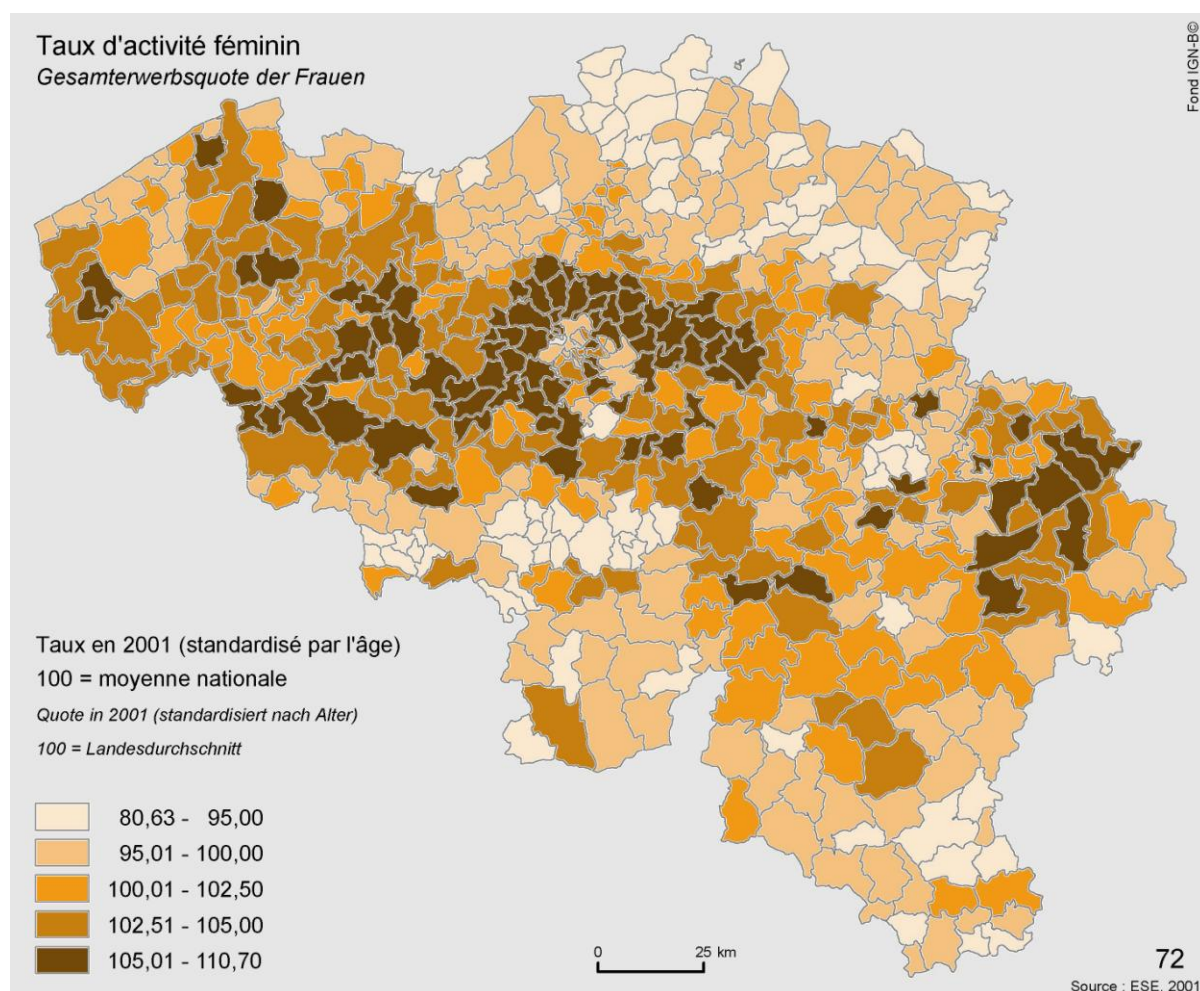 Taux d'activité féminin
Gesamterwerbsquote der Frauen
Fond IGN-B©
Taux en 2001 (standardisé par l'âge)
100 = moyenne nationale
Quote in 2001 (standardisiert nach Alter)
100 = Landesdurchschnitt
80,63 - 95,00
95,01 - 100,00
100,01 - 102,50
102,51 - 105,00
105,01 - 110,70
0 25 km
72
Source : ESE, 2001